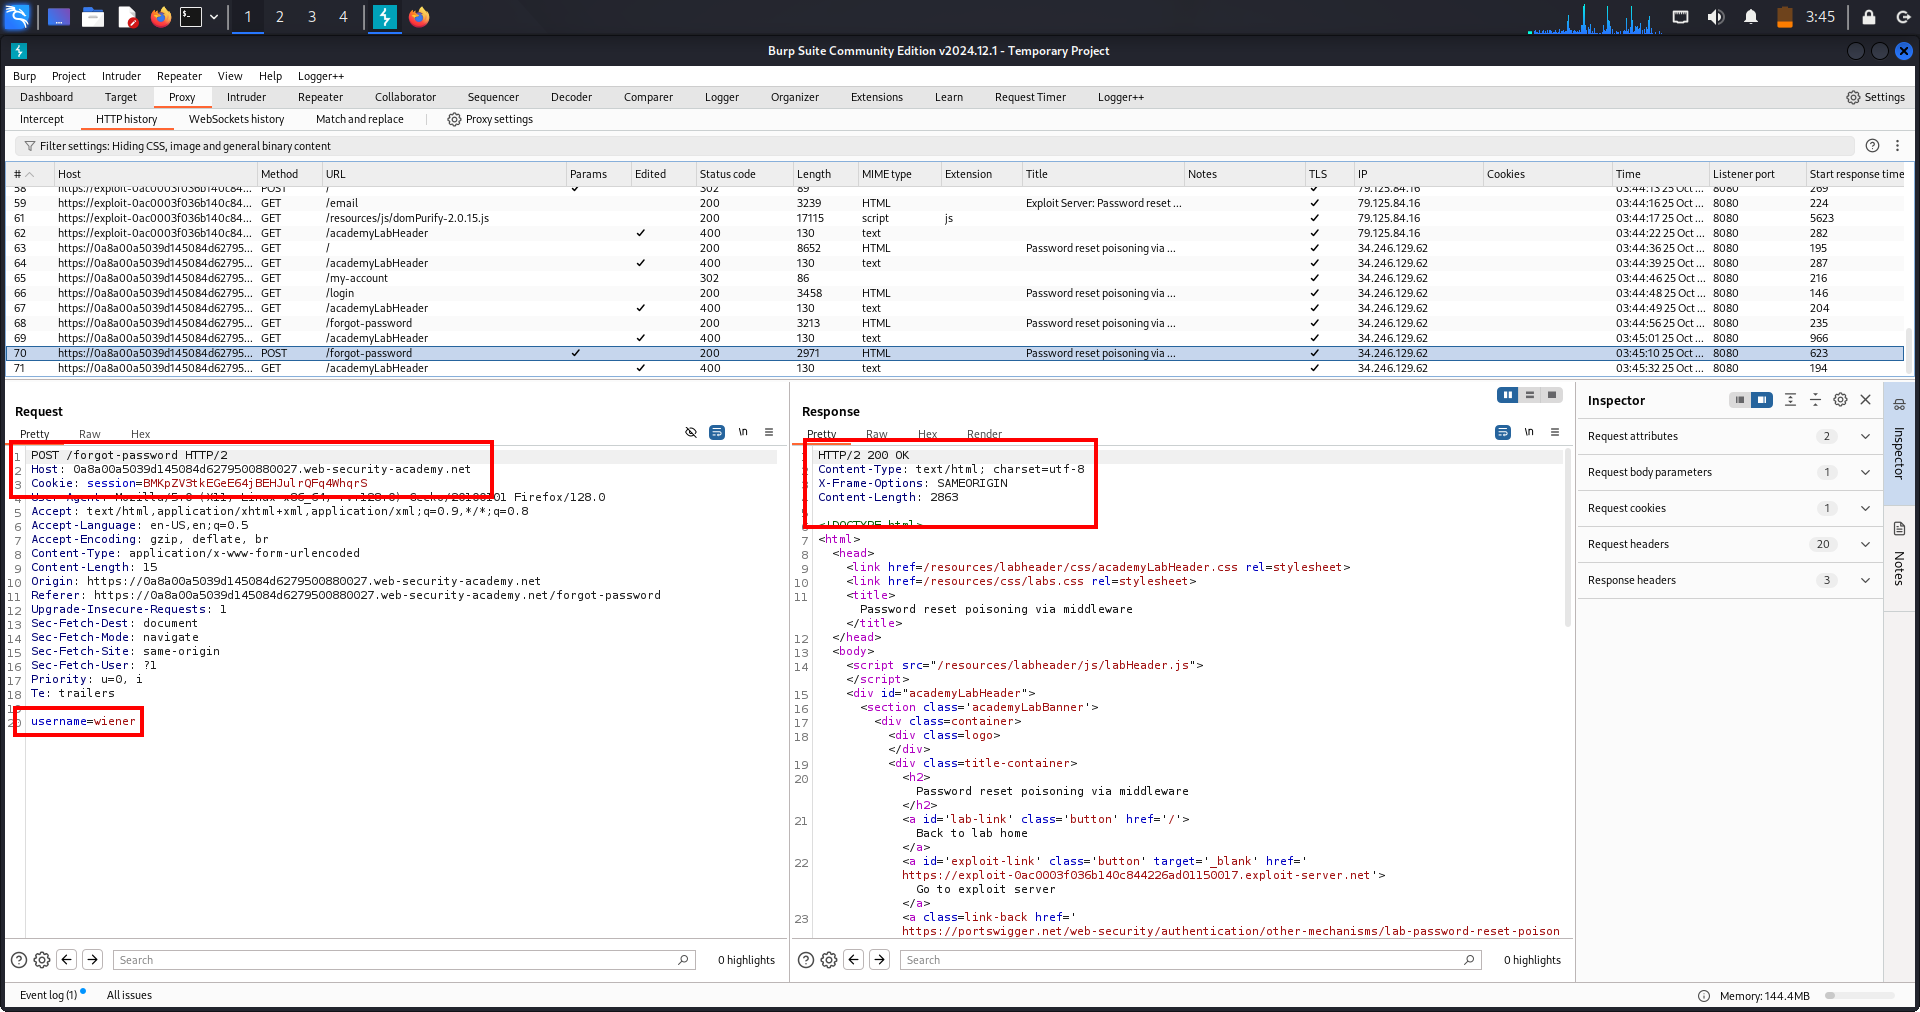 1 2 3 4 3:45
Burp Suite Community Edition v2024.12.1 - Temporary Project
Burp Project Intruder Repeater View Help Logger++
Dashboard Target Proxy Intruder Repeater Collaborator Sequencer Decoder Comparer Logger Organizer Extensions Learn Request Timer Logger++ Settings
Intercept HTTP history WebSockets history Match and replace Proxy settings
Filter settings: Hiding CSS, image and general binary content
# Host Method URL Params Edited Status code Length MIME type Extension Title Notes TLS IP Cookies Time Listener port Start response time
58 https://exploit-0ac0003f036b140c84... POST / ✓ 302 89 ✓ 79.125.84.16 03:44:13 25 Oct ... 8080 269
59 https://exploit-0ac0003f036b140c84... GET /email 200 3239 HTML Exploit Server: Password reset ... ✓ 79.125.84.16 03:44:16 25 Oct ... 8080 224
61 https://exploit-0ac0003f036b140c84... GET /resources/js/domPurify-2.0.15.js 200 17115 script js ✓ 79.125.84.16 03:44:17 25 Oct ... 8080 5623
62 https://exploit-0ac0003f036b140c84... GET /academyLabHeader ✓ 400 130 text ✓ 79.125.84.16 03:44:22 25 Oct ... 8080 282
63 https://0a8a00a5039d145084d62795... GET / 200 8652 HTML Password reset poisoning via ... ✓ 34.246.129.62 03:44:36 25 Oct ... 8080 195
64 https://0a8a00a5039d145084d62795... GET /academyLabHeader ✓ 400 130 text ✓ 34.246.129.62 03:44:39 25 Oct ... 8080 287
65 https://0a8a00a5039d145084d62795... GET /my-account 302 86 ✓ 34.246.129.62 03:44:46 25 Oct ... 8080 216
66 https://0a8a00a5039d145084d62795... GET /login 200 3458 HTML Password reset poisoning via ... ✓ 34.246.129.62 03:44:48 25 Oct ... 8080 146
67 https://0a8a00a5039d145084d62795... GET /academyLabHeader ✓ 400 130 text ✓ 34.246.129.62 03:44:49 25 Oct ... 8080 204
68 https://0a8a00a5039d145084d62795... GET /forgot-password 200 3213 HTML Password reset poisoning via ... ✓ 34.246.129.62 03:44:56 25 Oct ... 8080 235
69 https://0a8a00a5039d145084d62795... GET /academyLabHeader ✓ 400 130 text ✓ 34.246.129.62 03:45:01 25 Oct ... 8080 966
70 https://0a8a00a5039d145084d62795... POST /forgot-password ✓ 200 2971 HTML Password reset poisoning via ... ✓ 34.246.129.62 03:45:10 25 Oct ... 8080 623
71 https://0a8a00a5039d145084d62795... GET /academyLabHeader ✓ 400 130 text ✓ 34.246.129.62 03:45:32 25 Oct ... 8080 194
Request
Pretty Raw Hex \n
1 POST /forgot-password HTTP/2
2 Host: 0a8a00a5039d145084d6279500880027.web-security-academy.net
3 Cookie: session=BMKpZV3tkEGeE64jBEHJulrQFq4WhqrS
User-Agent: Mozilla/5.0 (X11; Linux x86_64; rv:128.0) Gecko/20100101 Firefox/128.0
5 Accept: text/html,application/xhtml+xml,application/xml;q=0.9,*/*;q=0.8
6 Accept-Language: en-US,en;q=0.5
7 Accept-Encoding: gzip, deflate, br
8 Content-Type: application/x-www-form-urlencoded
9 Content-Length: 15
10 Origin: https://0a8a00a5039d145084d6279500880027.web-security-academy.net
11 Referer: https://0a8a00a5039d145084d6279500880027.web-security-academy.net/forgot-password
12 Upgrade-Insecure-Requests: 1
13 Sec-Fetch-Dest: document
14 Sec-Fetch-Mode: navigate
15 Sec-Fetch-Site: same-origin
16 Sec-Fetch-User: ?1
17 Priority: u=0, i
18 Te: trailers
19
20 username=wiener
Search 0 highlights
Response
Pretty Raw Hex Render \n
HTTP/2 200 OK
Content-Type: text/html; charset=utf-8
X-Frame-Options: SAMEORIGIN
Content-Length: 2863
<!DOCTYPE html>
7 <html>
8 <head>
9 <link href=/resources/labheader/css/academyLabHeader.css rel=stylesheet>
10 <link href=/resources/css/labs.css rel=stylesheet>
11 <title>
Password reset poisoning via middleware
</title>
12 </head>
13 <body>
14 <script src="/resources/labheader/js/labHeader.js">
</script>
15 <div id="academyLabHeader">
16 <section class='academyLabBanner'>
17 <div class=container>
18 <div class=logo>
</div>
19 <div class=title-container>
20 <h2>
Password reset poisoning via middleware
</h2>
21 <a id='lab-link' class='button' href='/'>
Back to lab home
</a>
22 <a id='exploit-link' class='button' target='_blank' href='
https://exploit-0ac0003f036b140c844226ad01150017.exploit-server.net'>
Go to exploit server
</a>
23 <a class=link-back href='
https://portswigger.net/web-security/authentication/other-mechanisms/lab-password-reset-poison
Search 0 highlights
Inspector
Request attributes 2
Request body parameters 1
Request cookies 1
Request headers 20
Response headers 3
Inspector
Notes
Event log (1) All issues Memory: 144.4MB